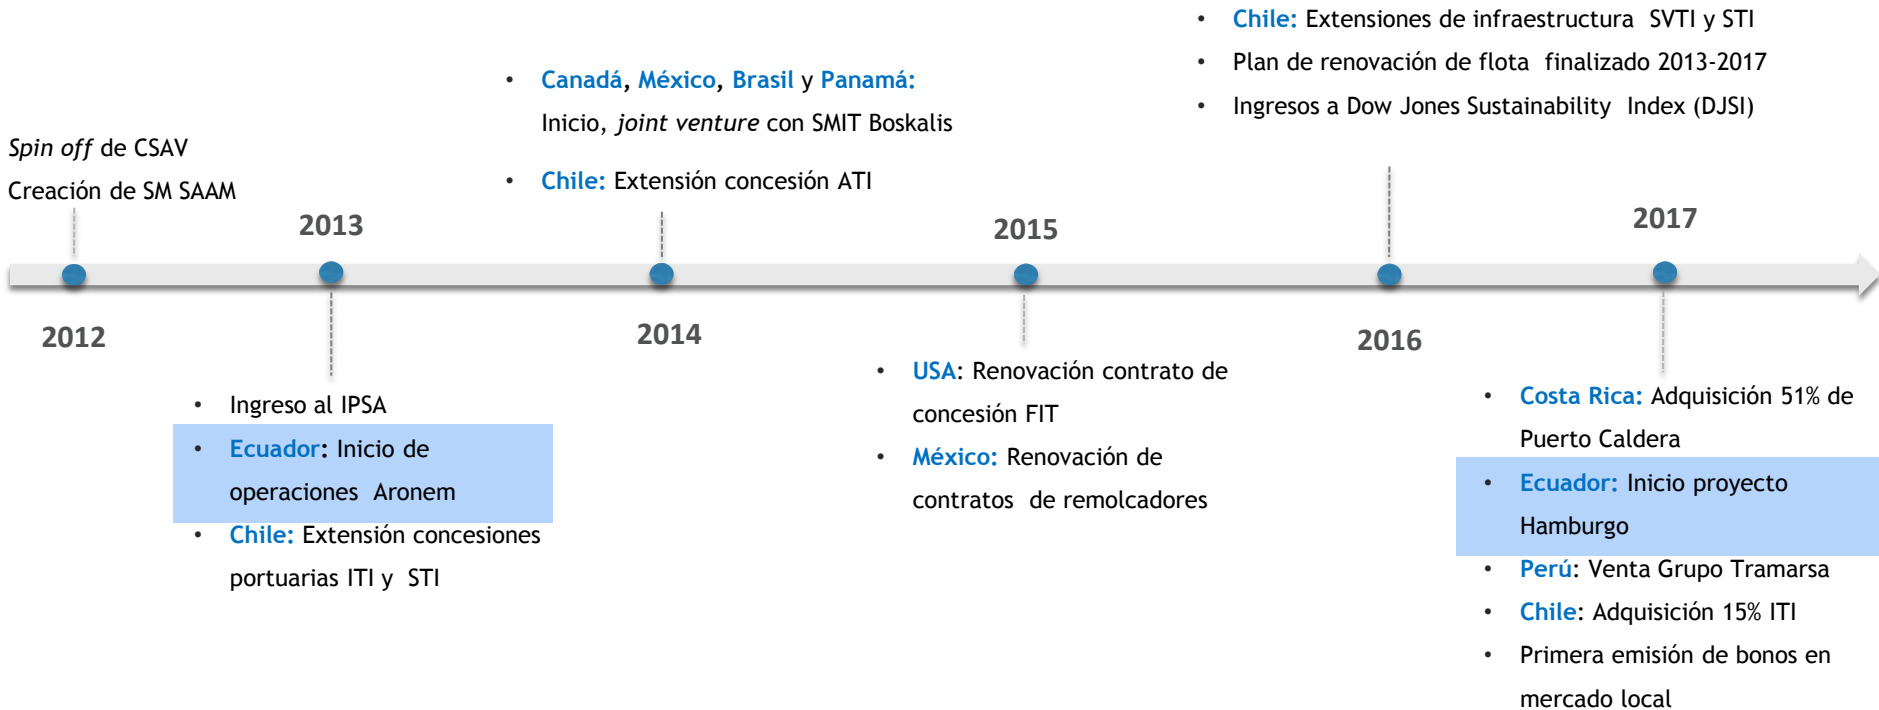 Spin off de CSAV
Creación de SM SAAM
2012
2013
• Ingreso al IPSA
• Ecuador: Inicio de
operaciones Aronem
• Chile: Extensión concesiones
portuarias ITI y STI
• Canadá, México, Brasil y Panamá:
Inicio, joint venture con SMIT Boskalis
• Chile: Extensión concesión ATI
2014
2015
• USA: Renovación contrato de
concesión FIT
• México: Renovación de
contratos de remolcadores
• Chile: Extensiones de infraestructura SVTI y STI
• Plan de renovación de flota finalizado 2013-2017
• Ingresos a Dow Jones Sustainability Index (DJSI)
2016
2017
• Costa Rica: Adquisición 51% de
Puerto Caldera
• Ecuador: Inicio proyecto
Hamburgo
• Perú: Venta Grupo Tramarsa
• Chile: Adquisición 15% ITI
• Primera emisión de bonos en
mercado local